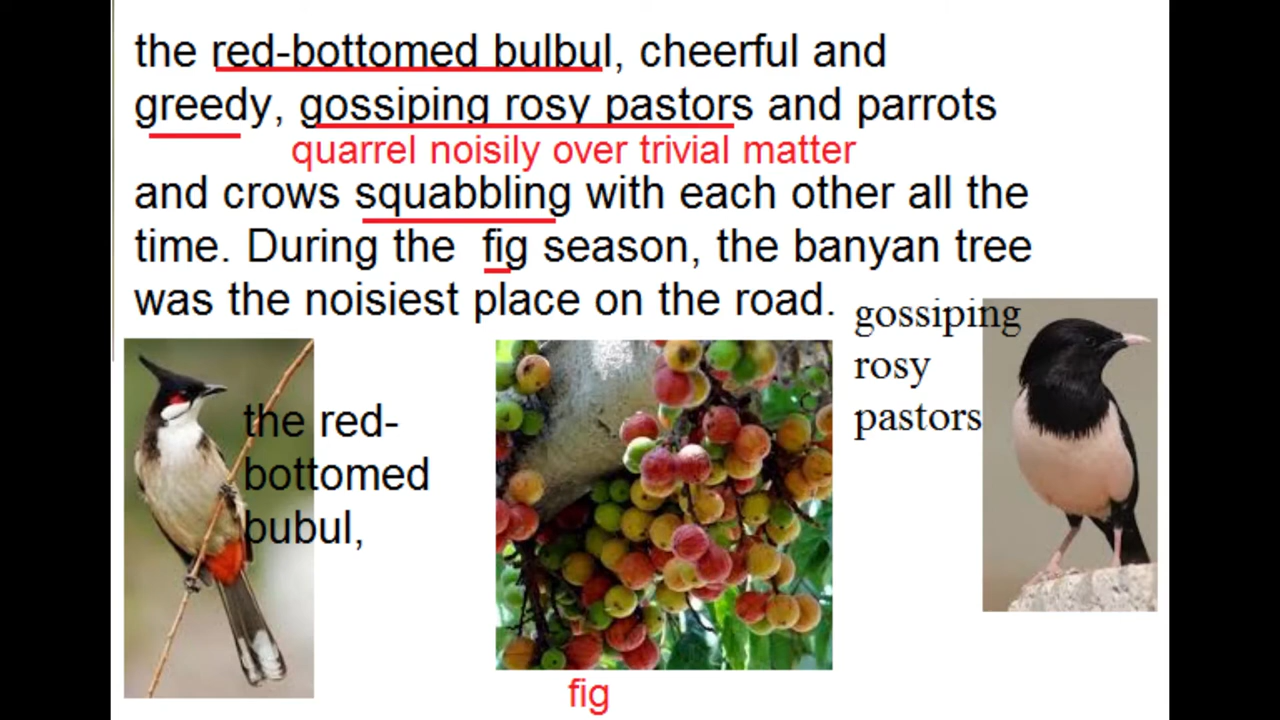 the red-bottomed bulbul, cheerful and
greedy, gossiping rosy pastors and parrots
quarrel noisily over trivial matter
and crows squabbling with each other all the
time. During the fig season, the banyan tree
was the noisiest place on the road.
gossiping
rosy
pastors
the red-
bottomed
bubul,
fig